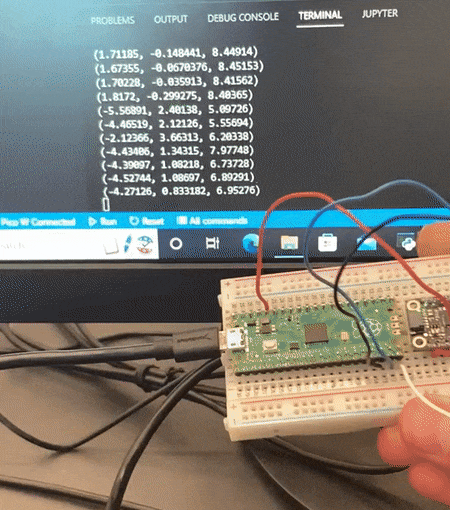 PROBLEMS OUTPUT DEBUG CONSOLE TERMINAL JUPYTER
(1.71185, -0.148441, 8.44914)
(1.67355, -0.0670376, 8.45153)
(1.70228, -0.035913, 8.41562)
(1.8172, -0.299275, 8.40365)
(-5.56891, 2.40138, 5.09726)
(-4.46519, 2.12126, 5.55694)
(-2.12366, 3.66313, 6.20338)
(-4.43406, 1.34315, 7.97748)
(-4.39097, 1.08218, 6.73728)
(-4.52744, 1.08697, 6.89291)
(-4.27126, 0.833182, 6.95276)
Pico W Connected Run Reset All commands